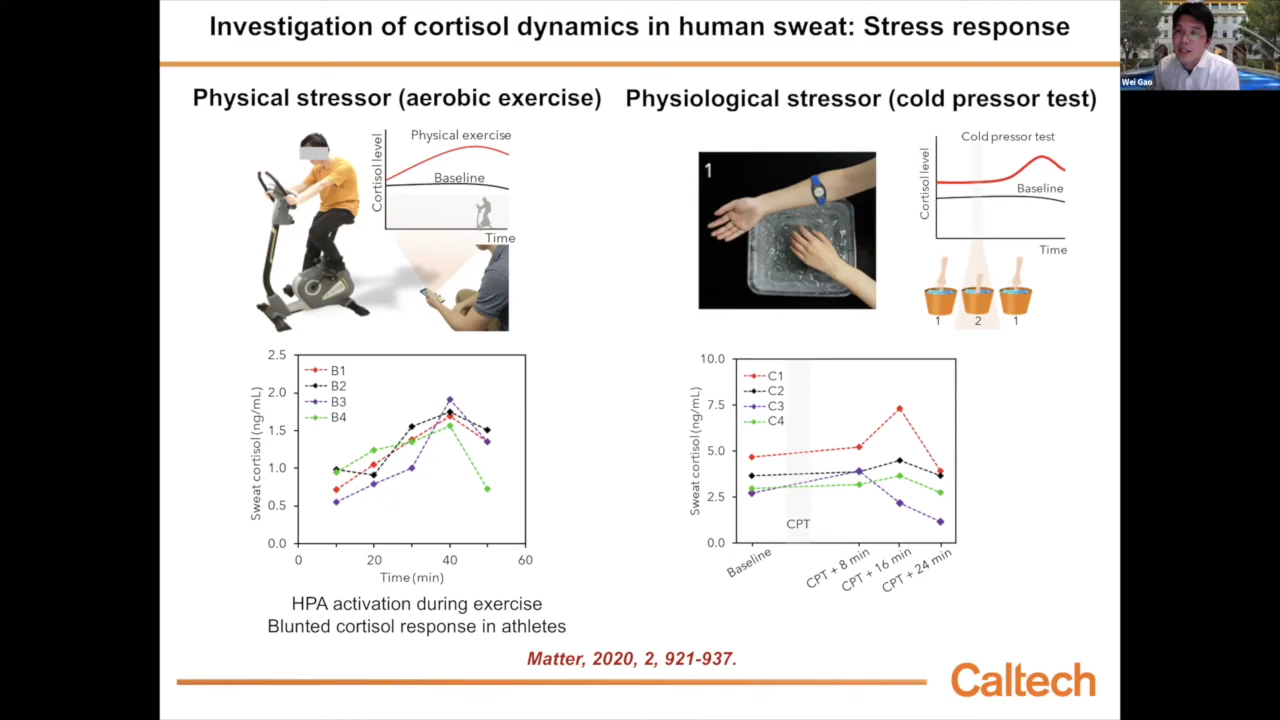 Investigation of cortisol dynamics in human sweat: Stress response
Wei Gao
Physical stressor (aerobic exercise)
Physiological stressor (cold pressor test)
Physical exercise
Baseline
Cortisol level
Time
1
Cold pressor test
Baseline
Cortisol level
Time
1 2 1
2.5
2.0
1.5
1.0
0.5
0.0
Sweat cortisol (ng/mL)
B1
B2
B3
B4
0 20 40 60
Time (min)
10.0
7.5
5.0
2.5
0.0
Sweat cortisol (ng/mL)
C1
C2
C3
C4
CPT
Baseline
CPT + 8 min
CPT + 16 min
CPT + 24 min
HPA activation during exercise
Blunted cortisol response in athletes
Matter, 2020, 2, 921-937.
Caltech